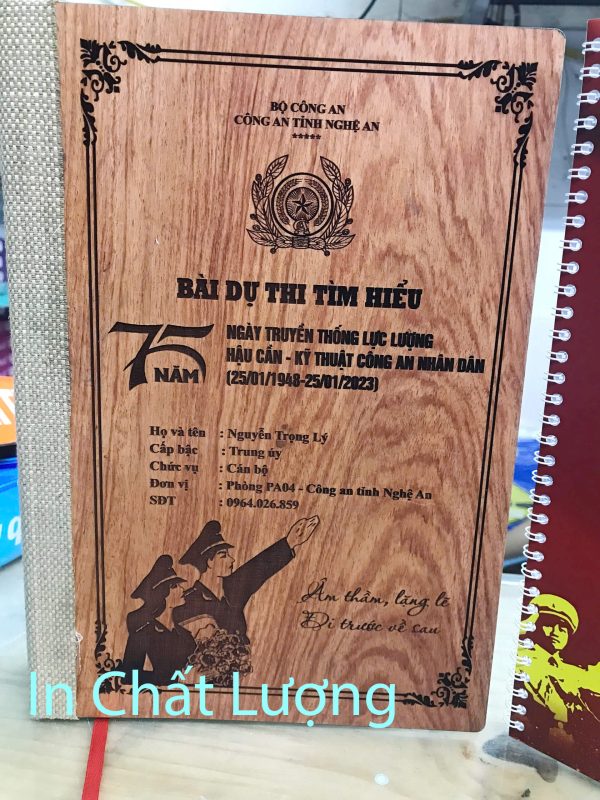 BỘ CÔNG AN
CÔNG AN TỈNH NGHỆ AN
*****
BÀI DỰ THI TÌM HIỂU
75 NĂM
NGÀY TRUYỀN THỐNG LỰC LƯỢNG
HẬU CẦN - KỸ THUẬT CÔNG AN NHÂN DÂN
(25/01/1948-25/01/2023)
Họ và tên : Nguyễn Trọng Lý
Cấp bậc : Trung úy
Chức vụ : Cán bộ
Đơn vị : Phòng PA04 - Công an tỉnh Nghệ An
SĐT : 0964.026.859
Âm thầm, lặng lẽ
Đi trước về sau
In Chất Lượng